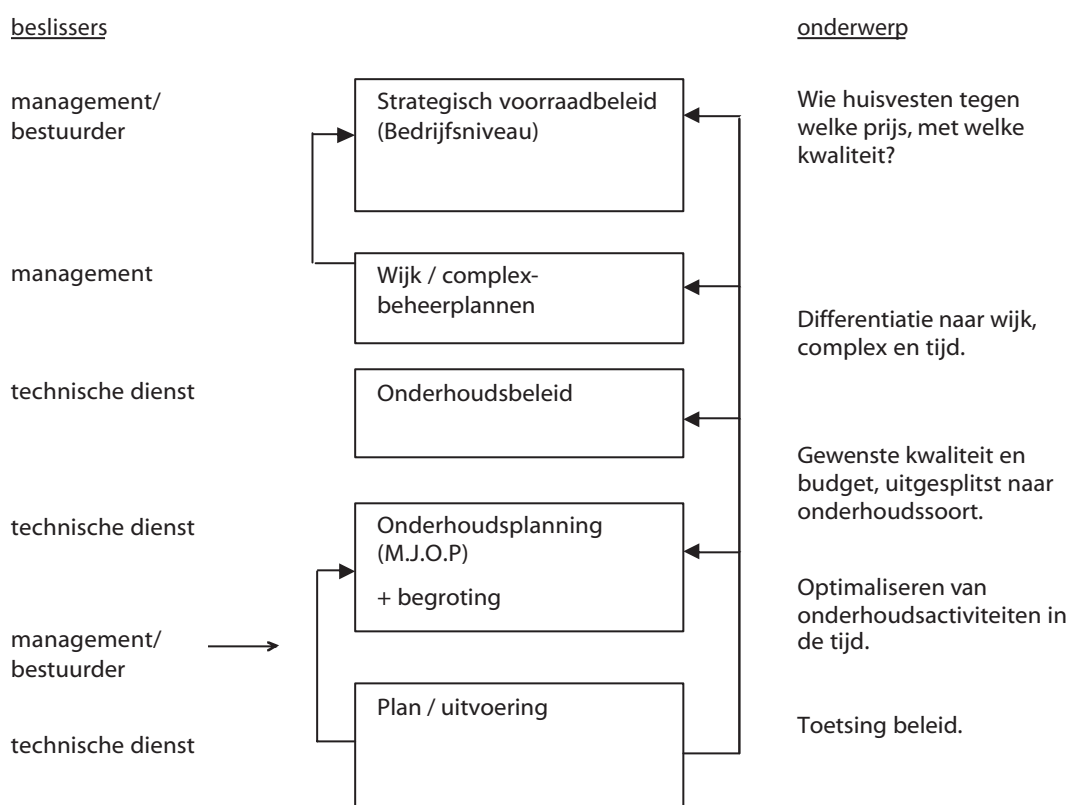 beslissers
onderwerp
management/
bestuurder
Strategisch voorraadbeleid
(Bedrijfsniveau)
Wie huisvesten tegen
welke prijs, met welke
kwaliteit?
management
Wijk / complex-
beheerplannen
Differentiatie naar wijk,
complex en tijd.
technische dienst
Onderhoudsbeleid
Gewenste kwaliteit en
budget, uitgesplitst naar
onderhoudssoort.
technische dienst
Onderhoudsplanning
(M.J.O.P)
+ begroting
Optimaliseren van
onderhoudsactiviteiten in
de tijd.
management/
bestuurder
Plan / uitvoering
Toetsing beleid.
technische dienst